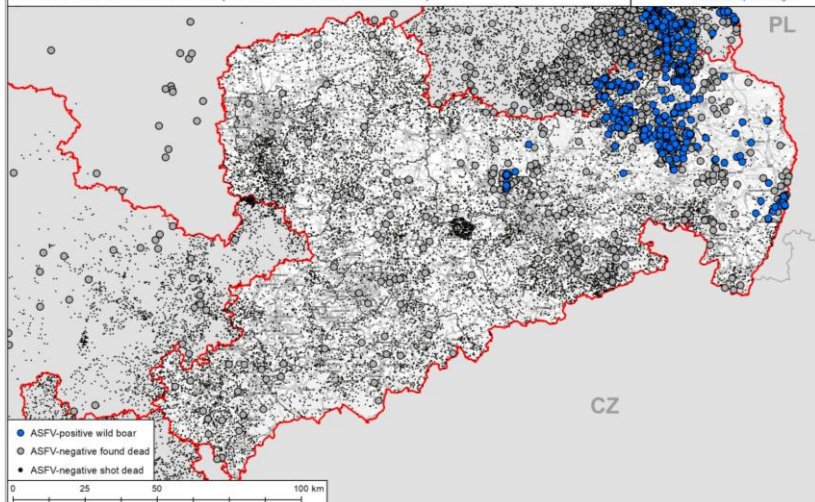 PL
CZ
ASFV-positive wild boar
ASFV-negative found dead
ASFV-negative shot dead
0 25 50 100 km